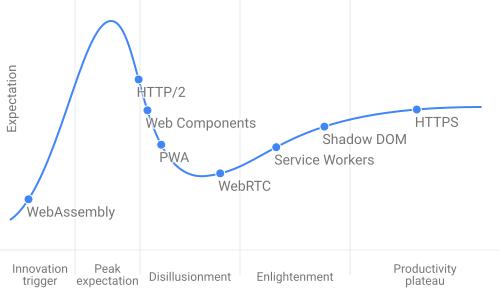 Expectation
HTTP/2
Web Components
PWA
WebRTC
Service Workers
Shadow DOM
HTTPS
WebAssembly
Innovation
trigger
Peak
expectation
Disillusionment
Enlightenment
Productivity
plateau